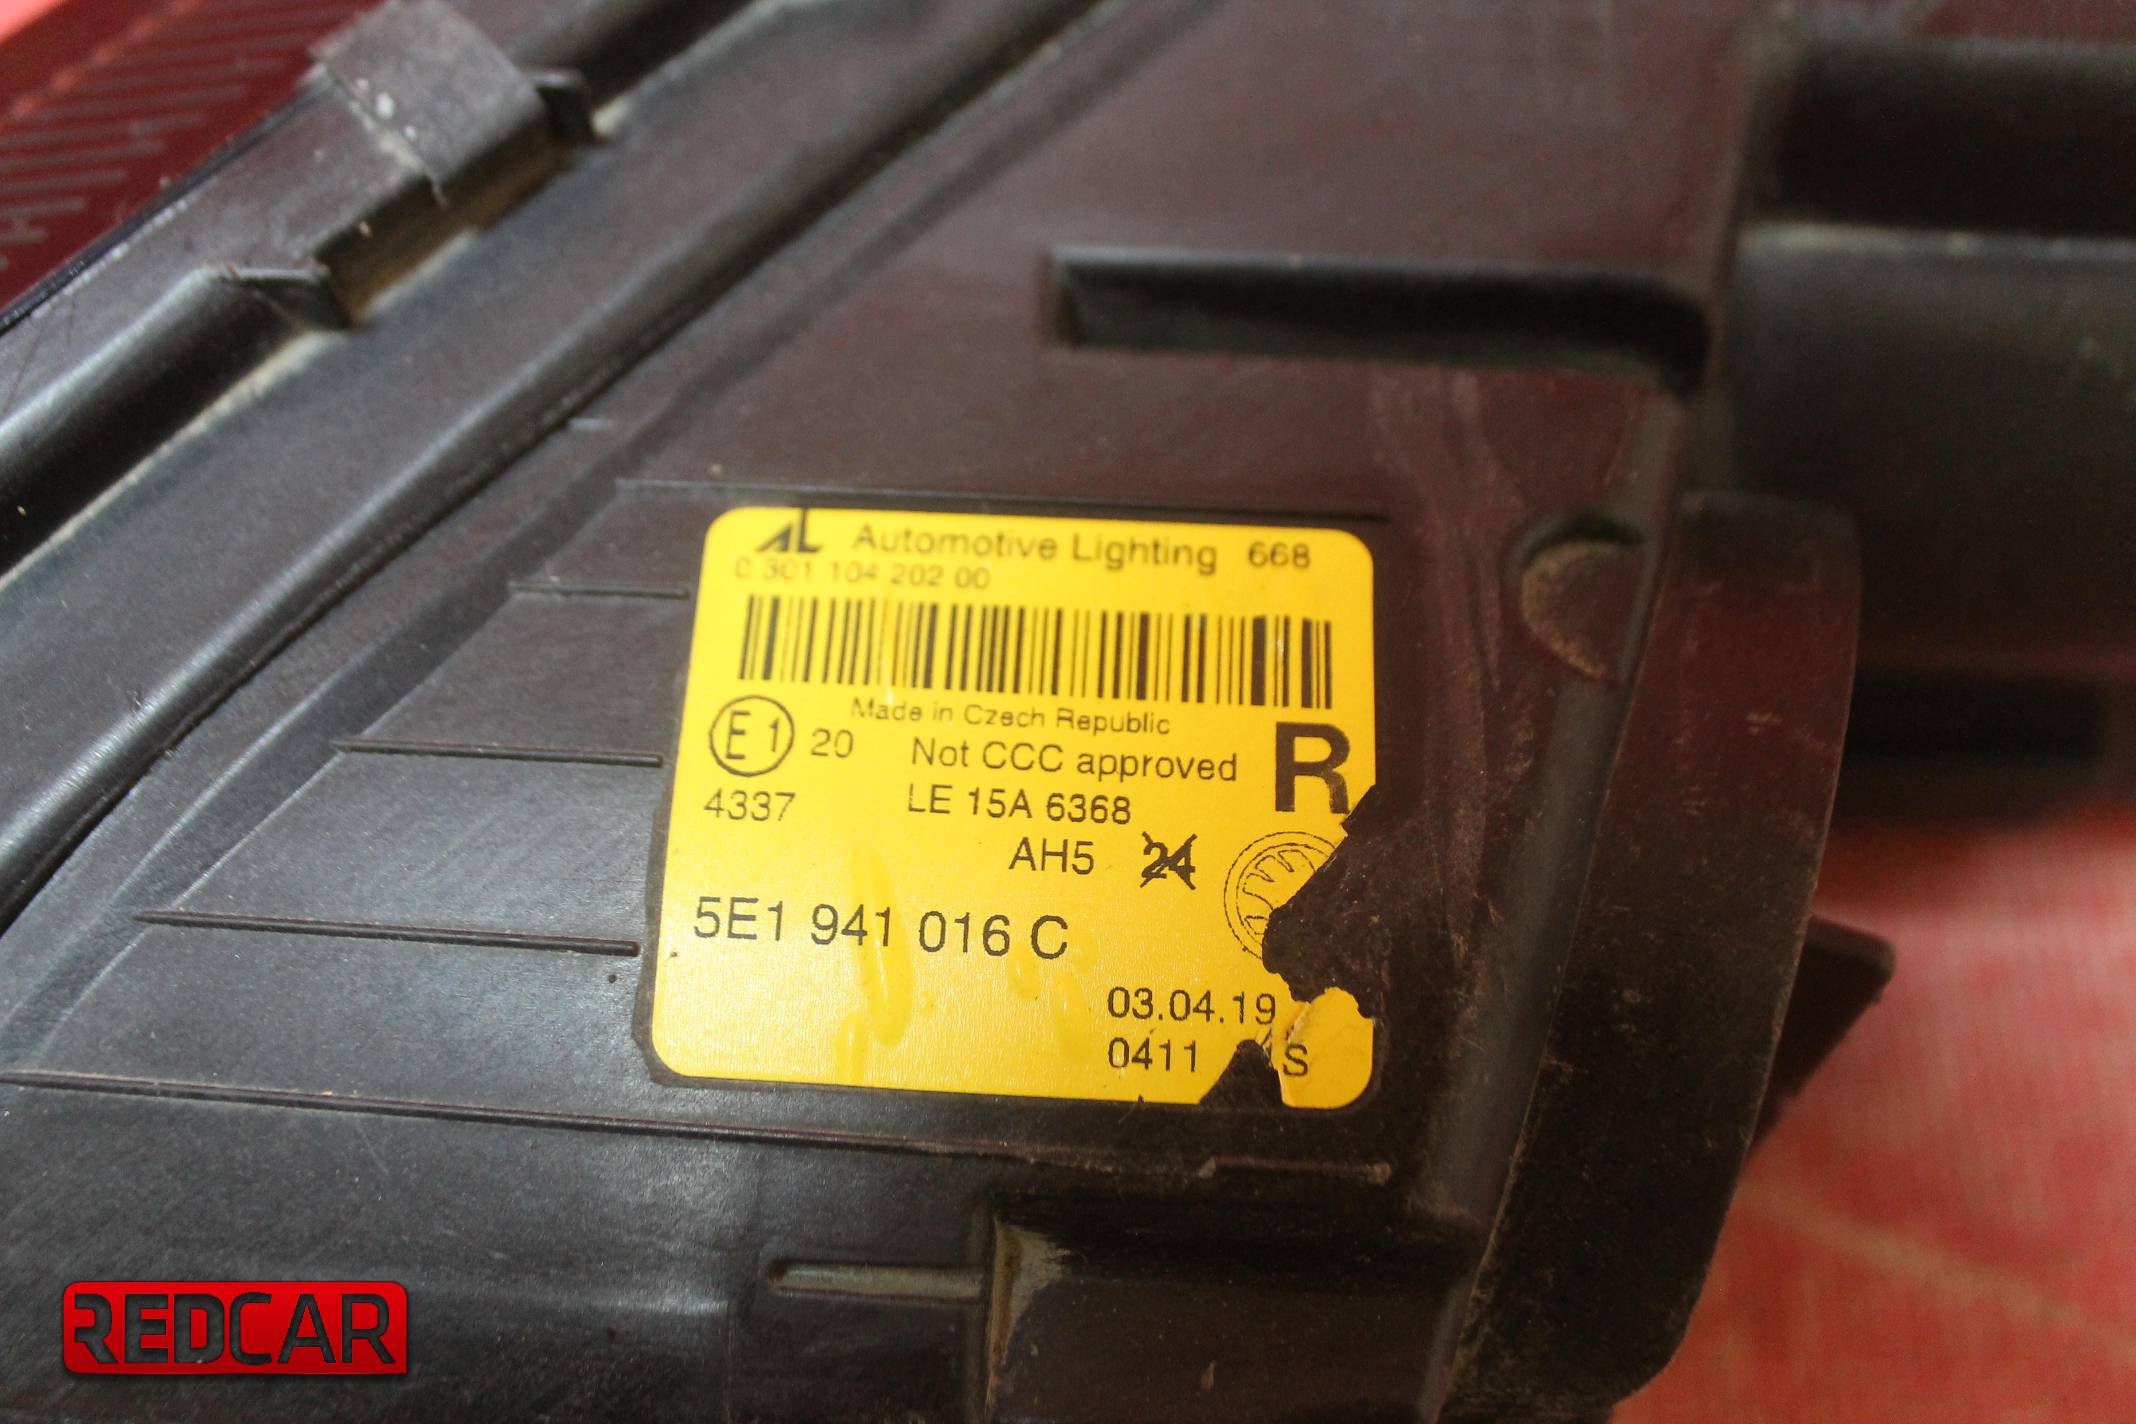 AL Automotive Lighting 668
0 301 104 202 00
Made in Czech Republic
E1 20 Not CCC approved R
4337 LE 15A 6368
AH5 24
5E1 941 016 C
03.04.19
0411 S
REDCAR